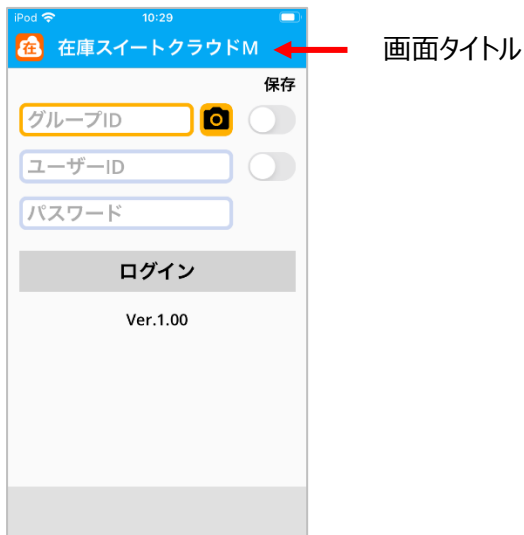 iPod 10:29
在 在庫スイートクラウドM
画面タイトル
保存
グループID
ユーザーID
パスワード
ログイン
Ver.1.00